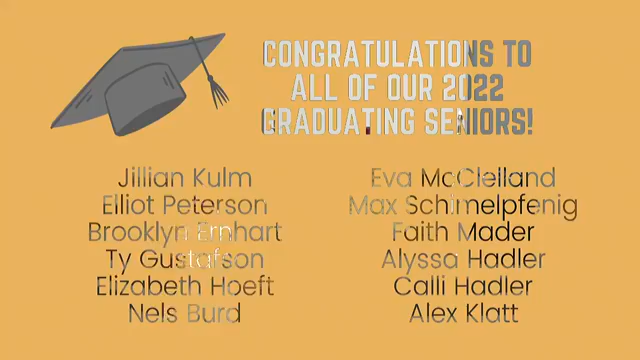 CONGRATULATIONS TO
ALL OF OUR 2022
GRADUATING SENIORS!
Jillian Kulm
Elliot Peterson
Brooklyn Ernhart
Ty Gustafson
Elizabeth Hoeft
Nels Burd
Eva McClelland
Max Schimelpfenig
Faith Mader
Alyssa Hadler
Calli Hadler
Alex Klatt